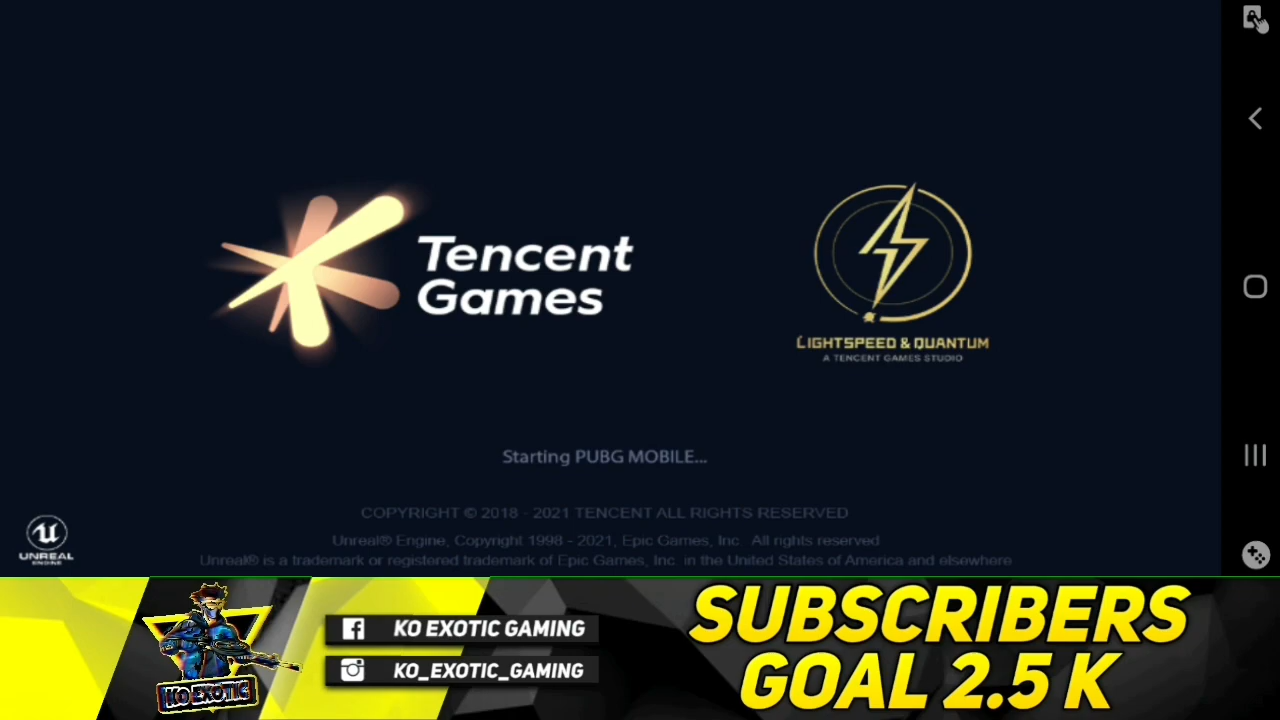 Tencent
Games
LIGHTSPEED & QUANTUM
A TENCENT GAMES STUDIO
Starting PUBG MOBILE...
COPYRIGHT © 2018 - 2021 TENCENT ALL RIGHTS RESERVED
Unreal® Engine, Copyright 1998 - 2021, Epic Games, Inc. All rights reserved
Unreal® is a trademark or registered trademark of Epic Games, Inc. in the United States of America and elsewhere
UNREAL
ENGINE
KO EXOTIC
KO EXOTIC GAMING
KO_EXOTIC_GAMING
SUBSCRIBERS
GOAL 2.5 K